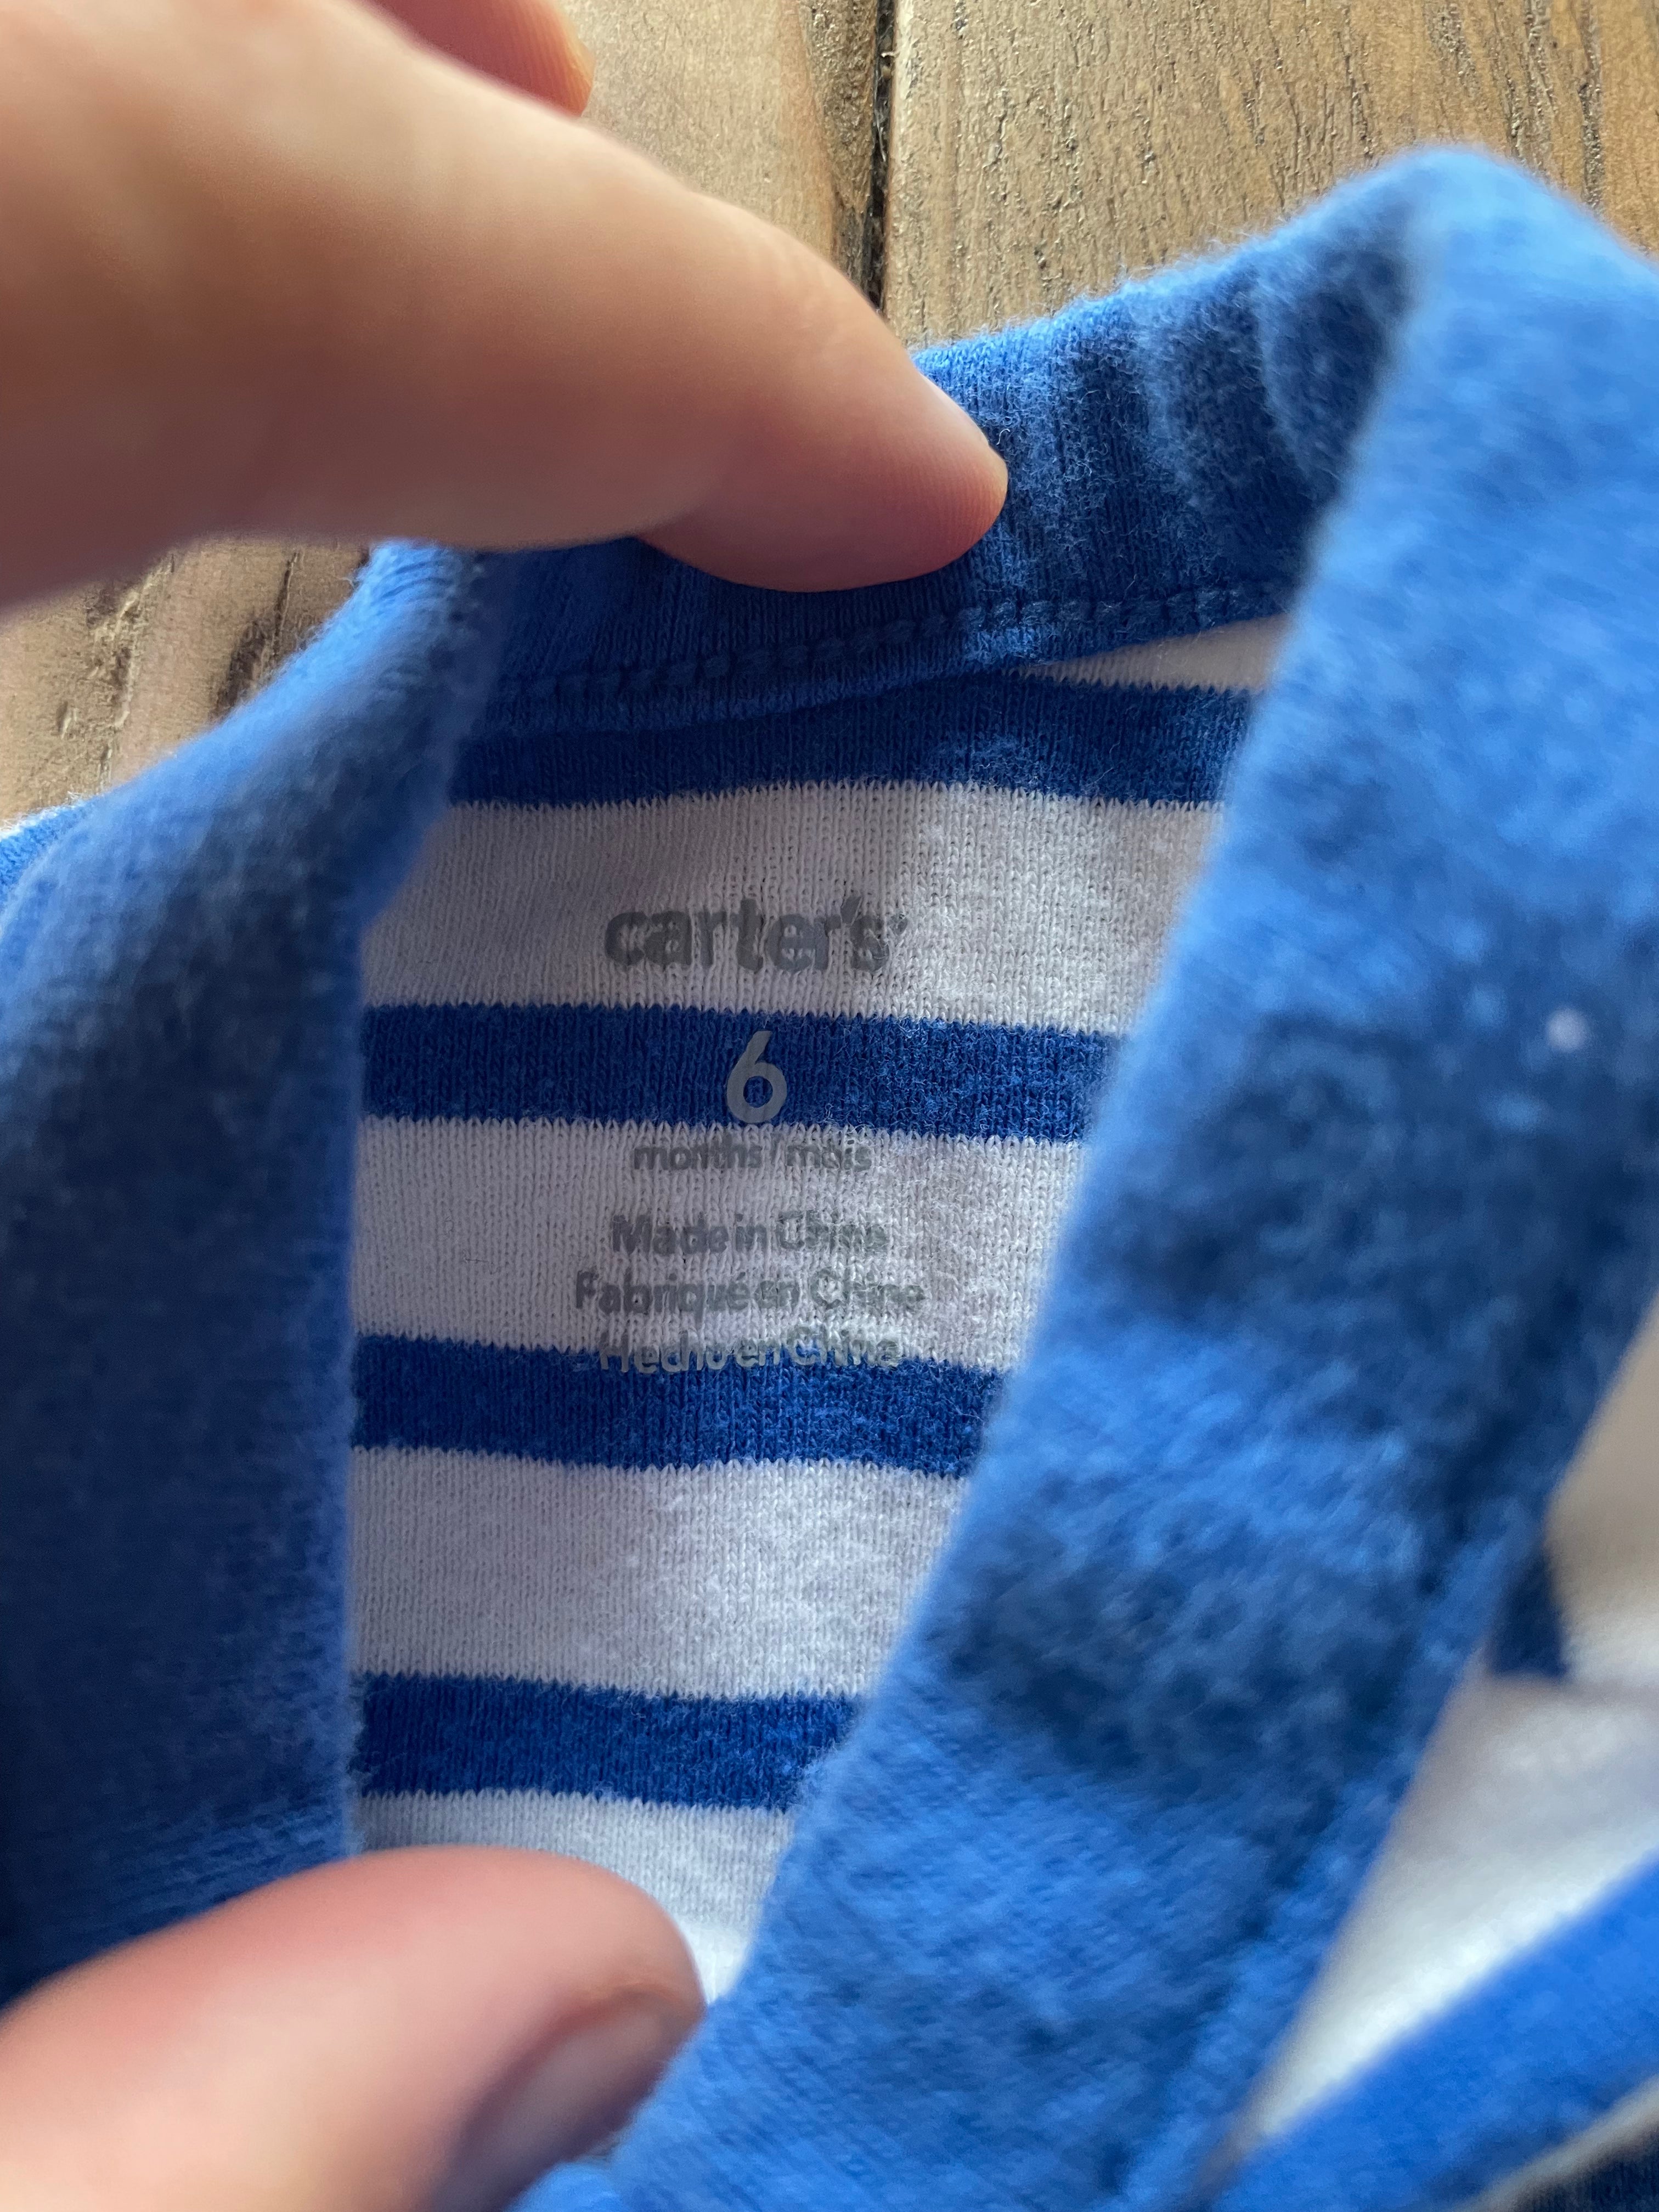 carter's
6
months/mois
Made in China
Fabriqué en Chine
Hecho en China